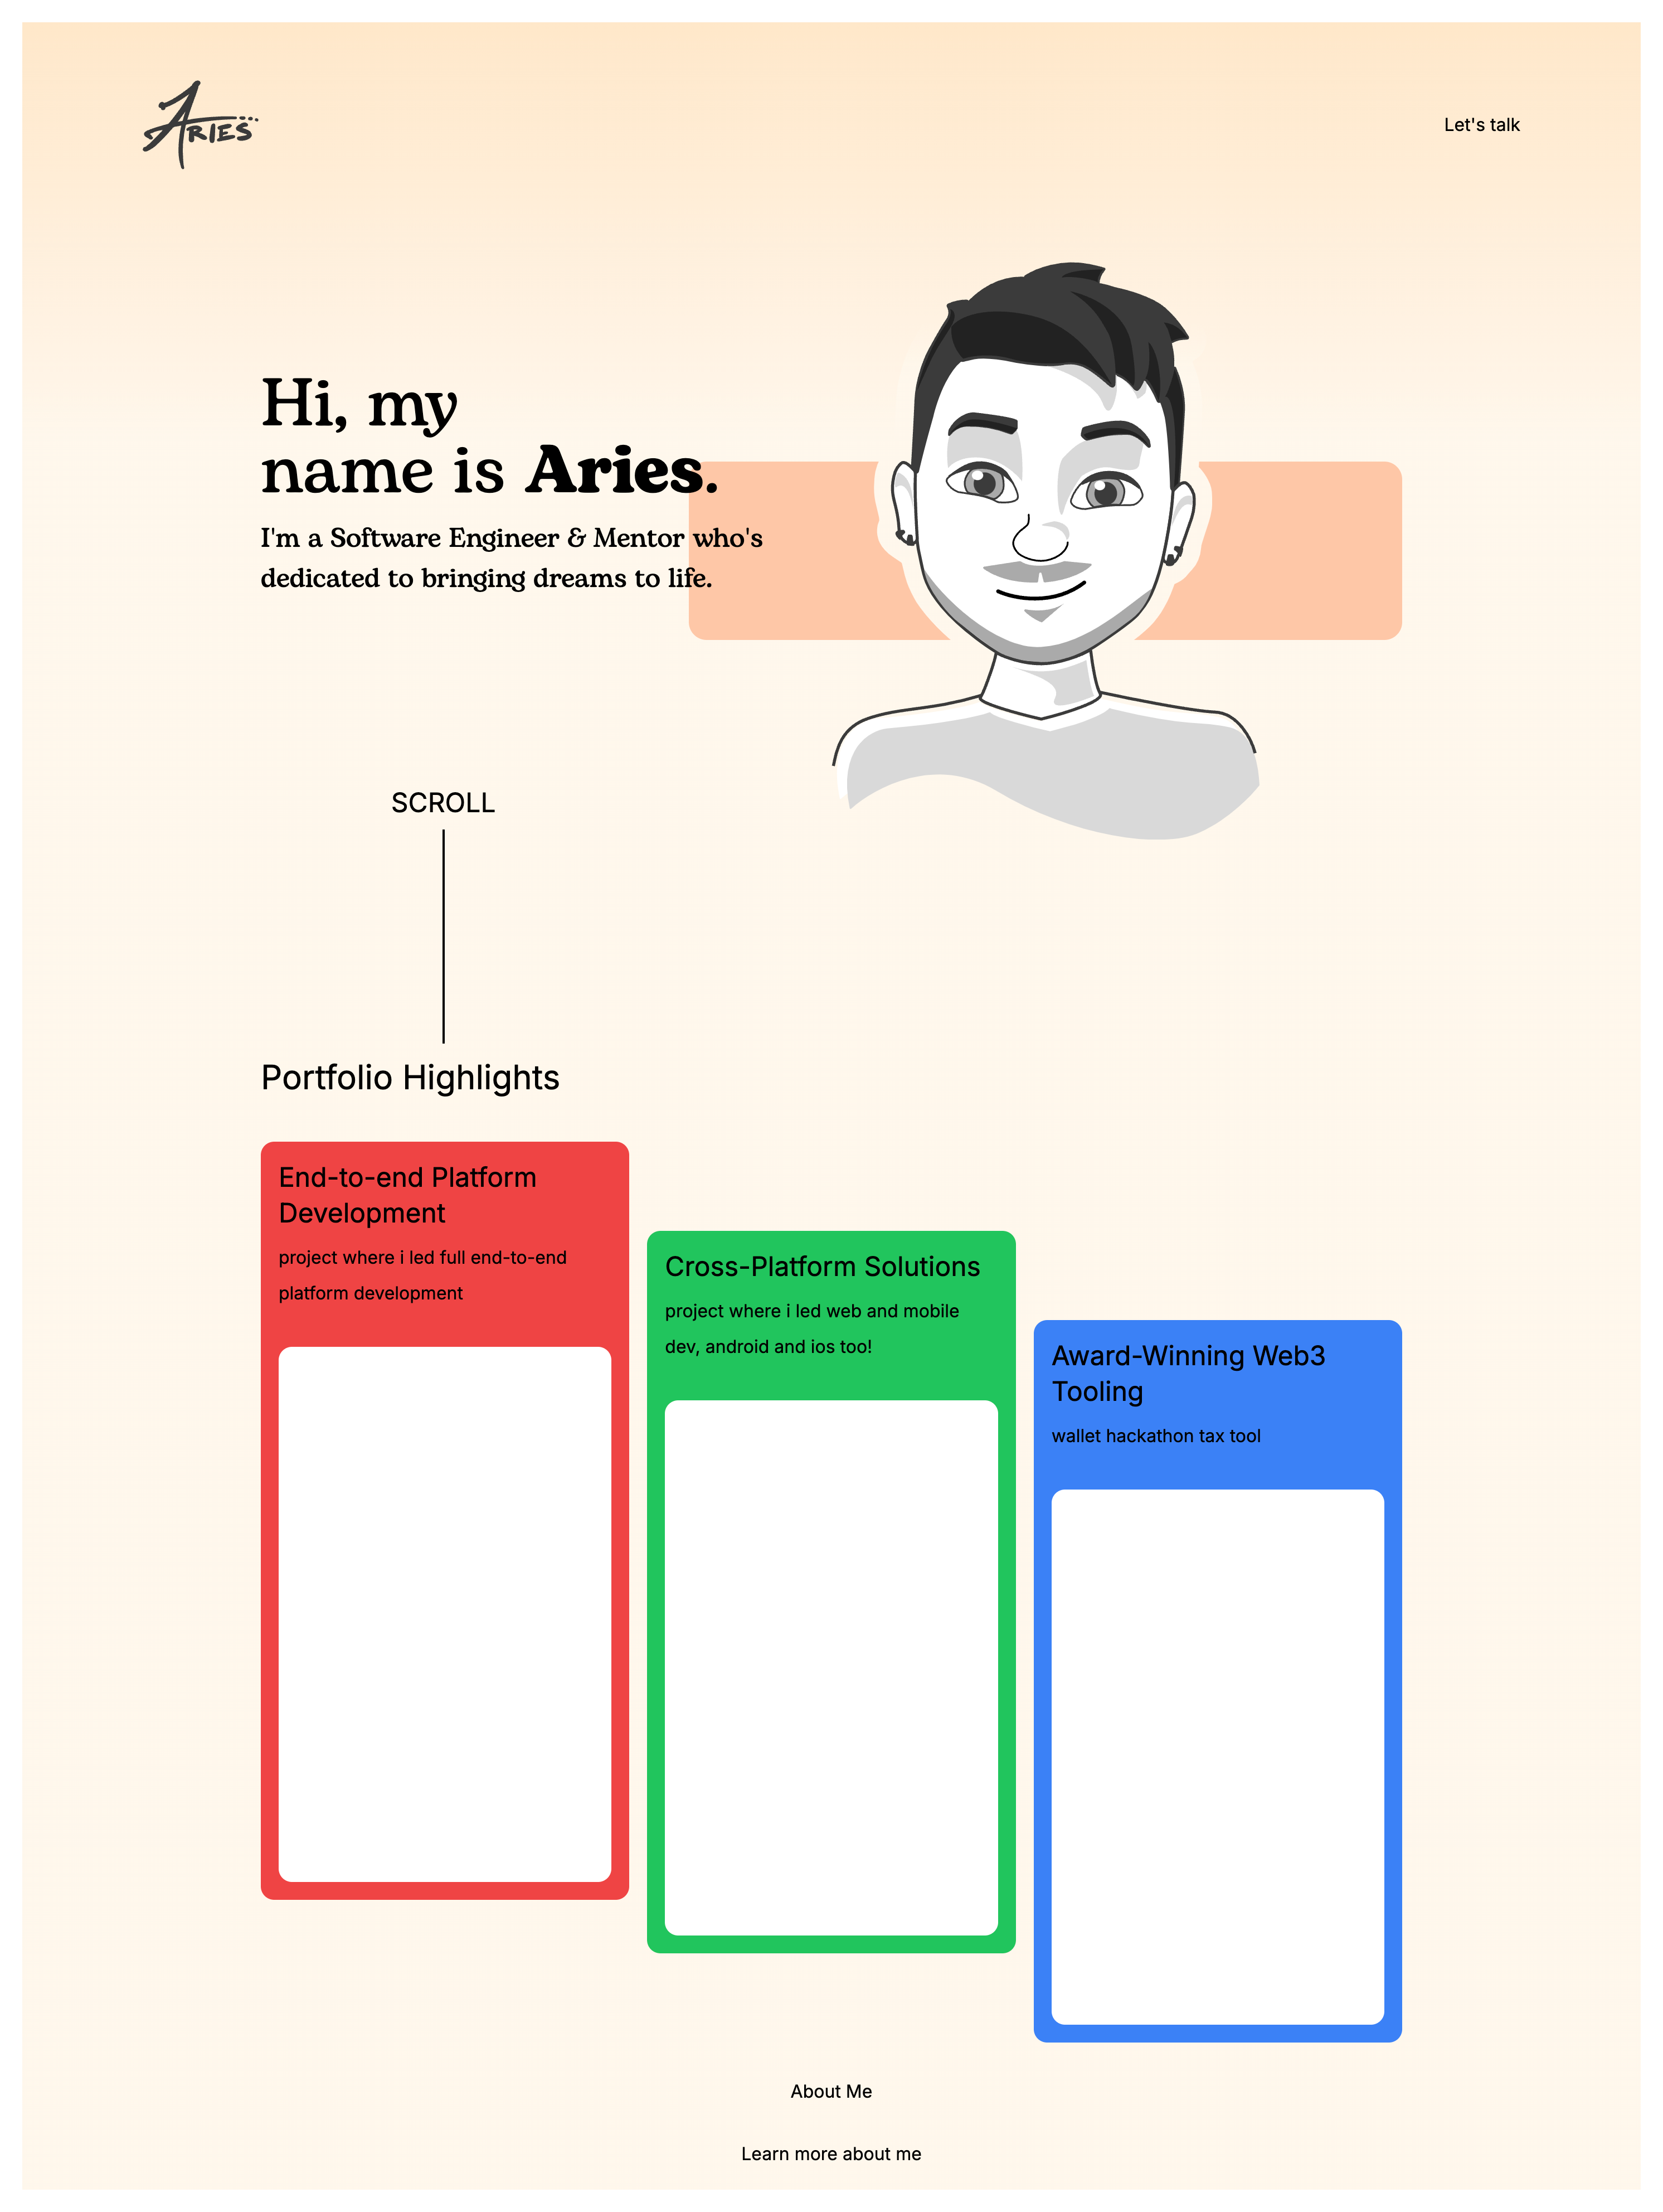 ARIES
Let's talk
Hi, my
name is Aries.
I'm a Software Engineer & Mentor who's
dedicated to bringing dreams to life.
SCROLL
Portfolio Highlights
End-to-end Platform
Development
project where i led full end-to-end
platform development
Cross-Platform Solutions
project where i led web and mobile
dev, android and ios too!
Award-Winning Web3
Tooling
wallet hackathon tax tool
About Me
Learn more about me